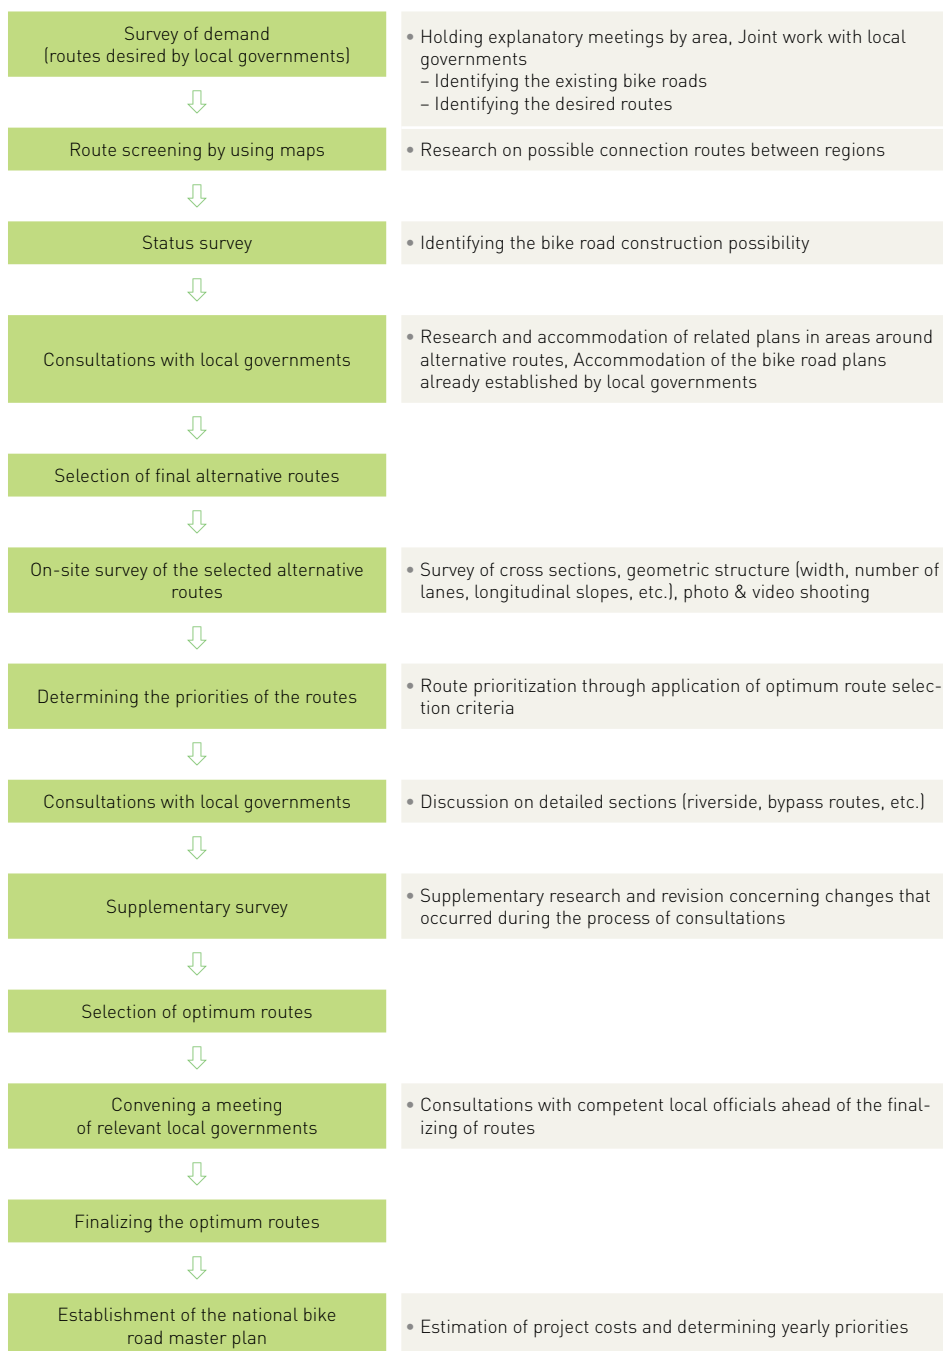 Survey of demand
(routes desired by local governments)
• Holding explanatory meetings by area, Joint work with local
governments
– Identifying the existing bike roads
– Identifying the desired routes
Route screening by using maps
• Research on possible connection routes between regions
Status survey
• Identifying the bike road construction possibility
Consultations with local governments
• Research and accommodation of related plans in areas around
alternative routes, Accommodation of the bike road plans
already established by local governments
Selection of final alternative routes
On-site survey of the selected alternative
routes
• Survey of cross sections, geometric structure (width, number of
lanes, longitudinal slopes, etc.), photo & video shooting
Determining the priorities of the routes
• Route prioritization through application of optimum route selec-
tion criteria
Consultations with local governments
• Discussion on detailed sections (riverside, bypass routes, etc.)
Supplementary survey
• Supplementary research and revision concerning changes that
occurred during the process of consultations
Selection of optimum routes
Convening a meeting
of relevant local governments
• Consultations with competent local officials ahead of the final-
izing of routes
Finalizing the optimum routes
Establishment of the national bike
road master plan
• Estimation of project costs and determining yearly priorities